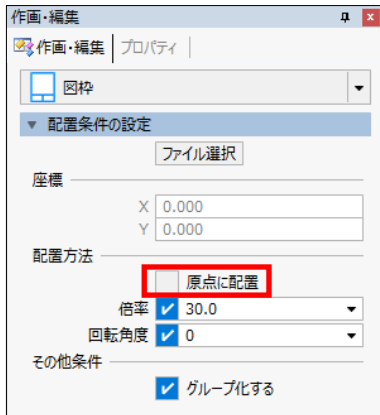 作画・編集
作画・編集 プロパティ
図枠
配置条件の設定
ファイル選択
座標
X 0.000
Y 0.000
配置方法
原点に配置
倍率 30.0
回転角度 0
その他条件
グループ化する